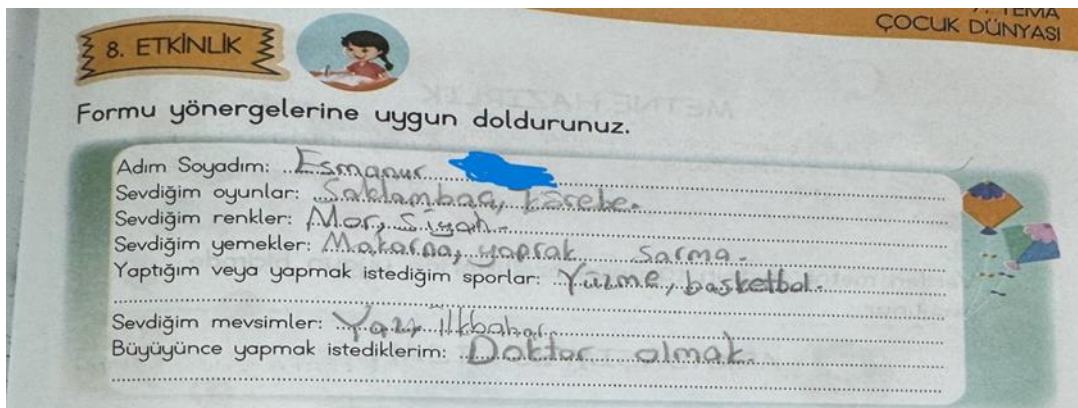 7. TEMA
ÇOCUK DÜNYASI
8. ETKİNLİK
Formu yönergelerine uygun doldurunuz.
Adım Soyadım: Esmanur
Sevdiğim oyunlar: Saklambaç, körebe.
Sevdiğim renkler: Mor, Siyah.
Sevdiğim yemekler: Makarna, yaprak sarma.
Yaptığım veya yapmak istediğim sporlar: Yüzme, basketbol.
Sevdiğim mevsimler: Yaz, İlkbahar.
Büyüyünce yapmak istediklerim: Doktor olmak.